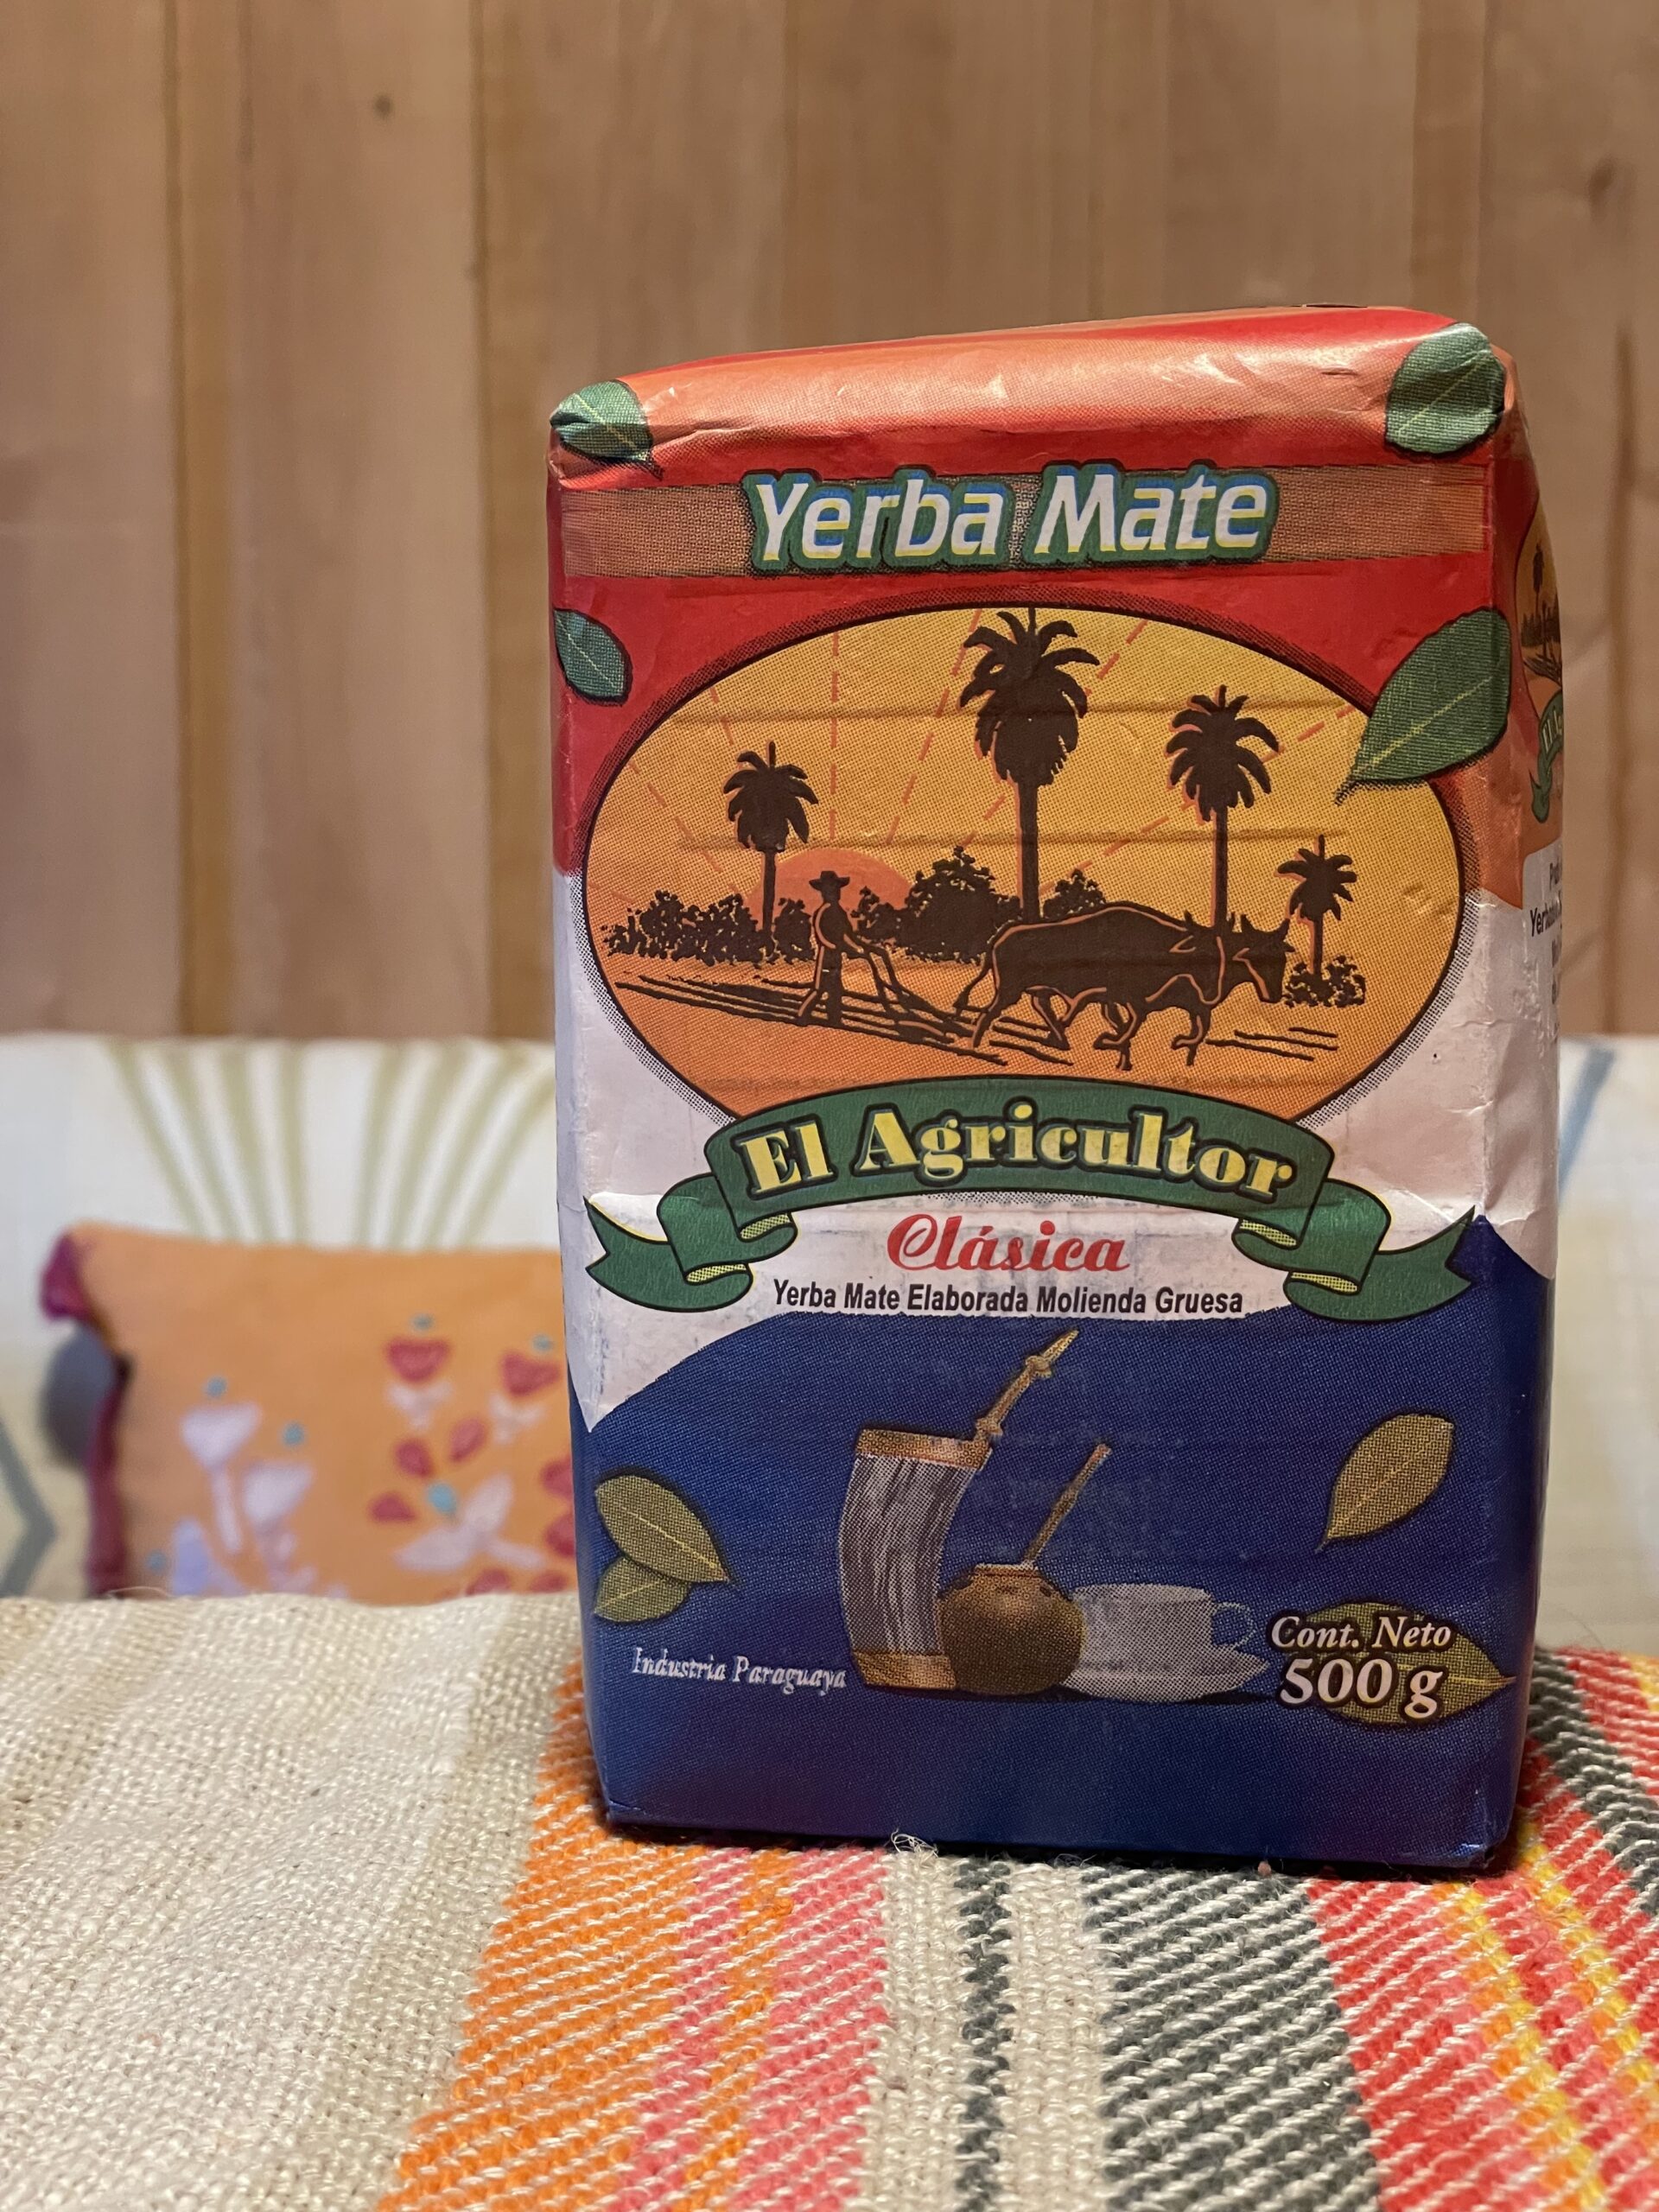 Yerba Mate
El Agricultor
Clásica
Yerba Mate Elaborada Molienda Gruesa
Industria Paraguaya
Cont. Neto
500 g